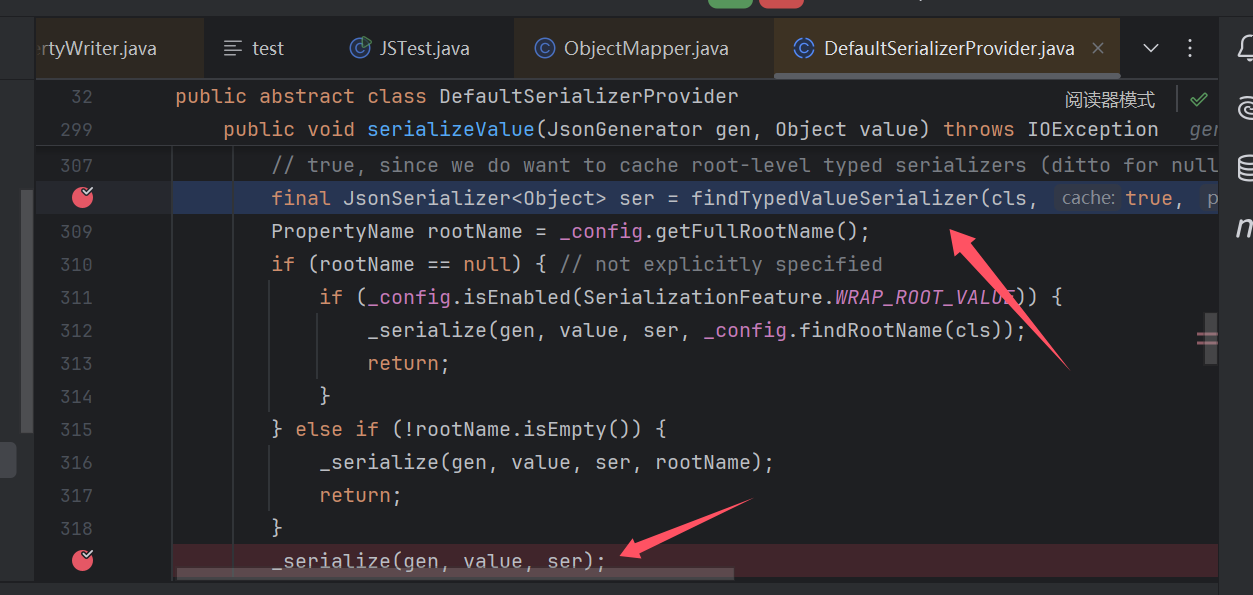 rtyWriter.java test JSTest.java ObjectMapper.java DefaultSerializerProvider.java
32 public abstract class DefaultSerializerProvider 阅读器模式
299 public void serializeValue(JsonGenerator gen, Object value) throws IOException ger
307 // true, since we do want to cache root-level typed serializers (ditto for null
final JsonSerializer<Object> ser = findTypedValueSerializer(cls, cache: true, p
309 PropertyName rootName = _config.getFullRootName();
310 if (rootName == null) { // not explicitly specified
311 if (_config.isEnabled(SerializationFeature.WRAP_ROOT_VALUE)) {
312 _serialize(gen, value, ser, _config.findRootName(cls));
313 return;
314 }
315 } else if (!rootName.isEmpty()) {
316 _serialize(gen, value, ser, rootName);
317 return;
318 }
_serialize(gen, value, ser);